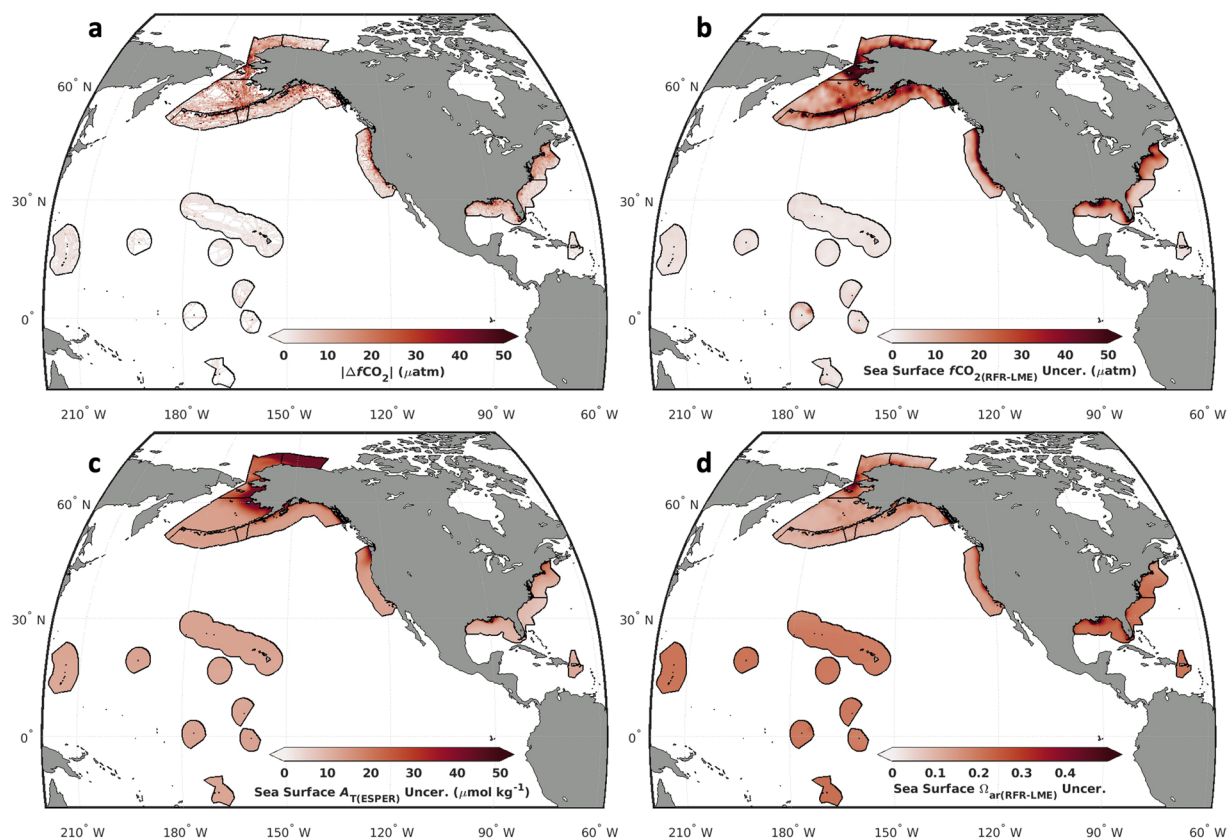 a
b
60° N
60° N
30° N
30° N
0°
0°
0 10 20 30 40 50
0 10 20 30 40 50
|ΔfCO₂| (μatm)
Sea Surface fCO₂(RFR-LME) Uncer. (μatm)
210° W 180° W 150° W 120° W 90° W 60° W
210° W 180° W 150° W 120° W 90° W 60° W
c
d
60° N
60° N
30° N
30° N
0°
0°
0 10 20 30 40 50
0 0.1 0.2 0.3 0.4
Sea Surface A_T(ESPER) Uncer. (μmol kg⁻¹)
Sea Surface Ω_ar(RFR-LME) Uncer.
210° W 180° W 150° W 120° W 90° W 60° W
210° W 180° W 150° W 120° W 90° W 60° W